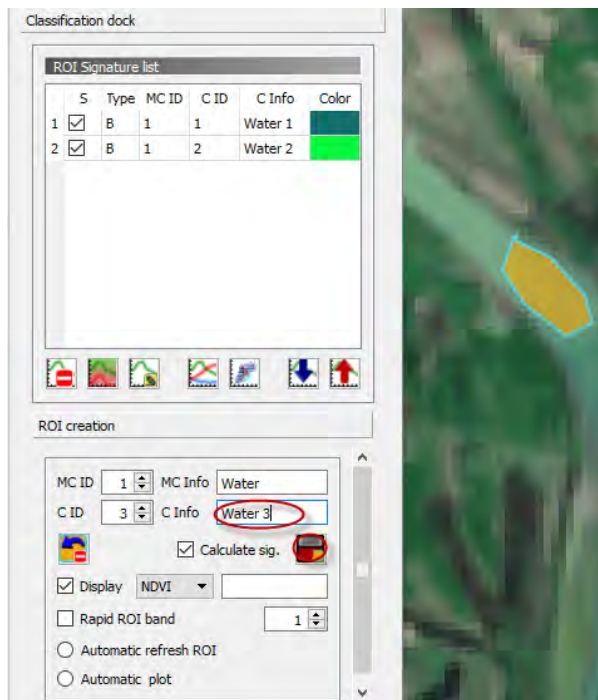 Classification dock
ROI Signature list
S Type MC ID C ID C Info Color
1 B 1 1 Water 1
2 B 1 2 Water 2
ROI creation
MC ID 1 MC Info Water
C ID 3 C Info Water 3
Calculate sig.
Display NDVI
Rapid ROI band 1
Automatic refresh ROI
Automatic plot